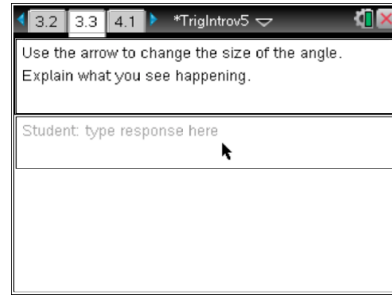 3.2 3.3 4.1 *TrigIntrov5
Use the arrow to change the size of the angle.
Explain what you see happening.
Student: type response here